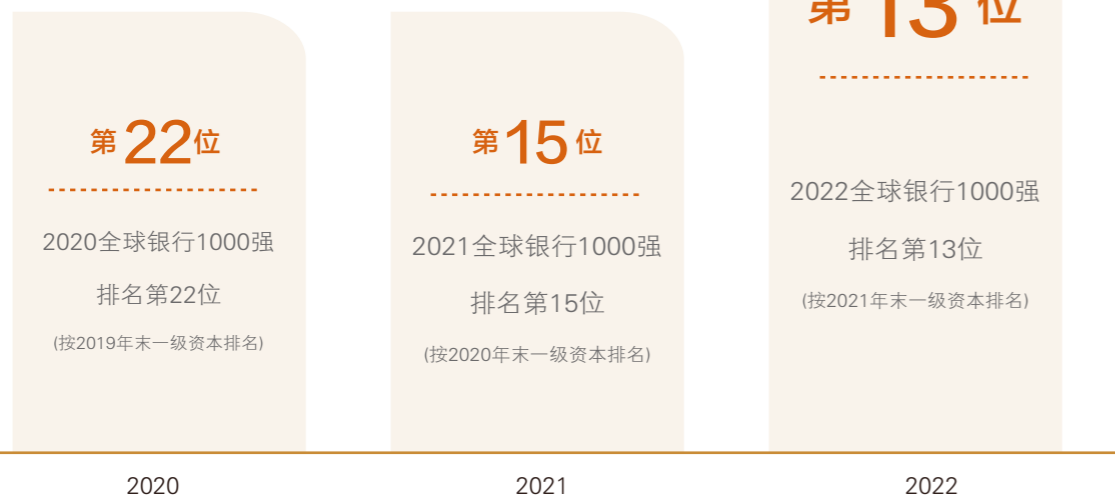 第22位
2020全球银行1000强
排名第22位
(按2019年末一级资本排名)
2020
第15位
2021全球银行1000强
排名第15位
(按2020年末一级资本排名)
2021
第13位
2022全球银行1000强
排名第13位
(按2021年末一级资本排名)
2022